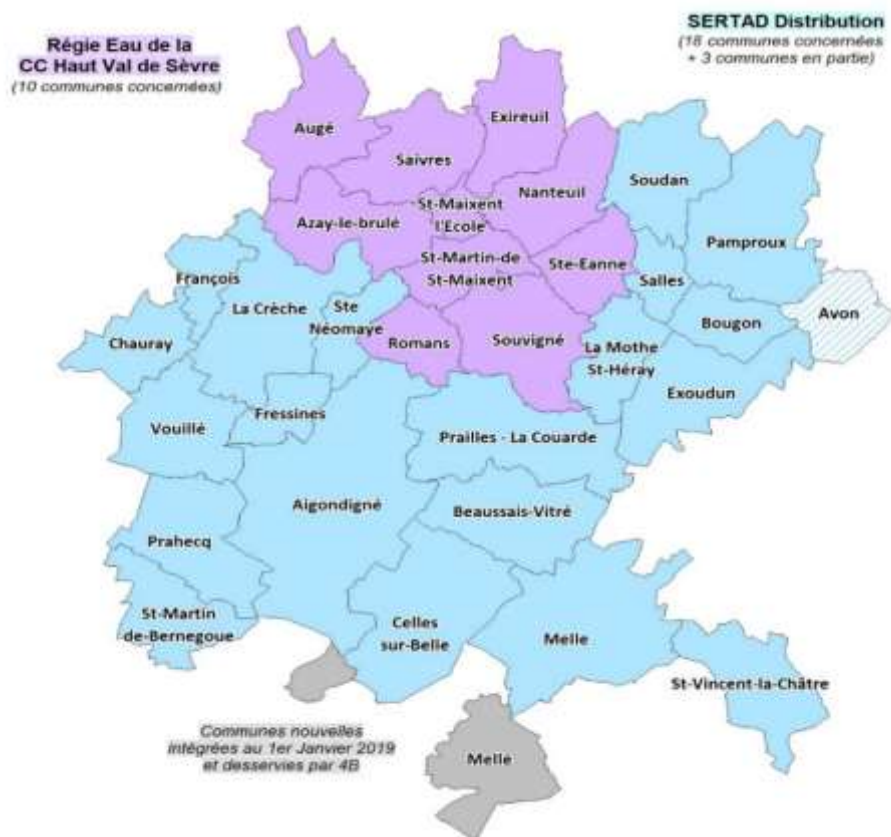 Régie Eau de la
CC Haut Val de Sèvre
(10 communes concernées)
SERTAD Distribution
(18 communes concernées
+ 3 communes en partie)
Augé
Exireuil
Saivres
Soudan
St-Maixent
l'Ecole
Nanteuil
Azay-le-brulé
Pamproux
St-Martin-de
St-Maixent
Ste-Eanne
François
Salles
La Crèche
Ste
Néomaye
Bougon
Avon
Chauray
Romans
Souvigné
La Mothe
St-Héray
Exoudun
Fressines
Vouillé
Prailles - La Couarde
Aigondigné
Beaussais-Vitré
Prahecq
St-Martin
de-Bernegoue
Celles
sur-Belle
Melle
St-Vincent-la-Châtre
Communes nouvelles
intégrées au 1er Janvier 2019
et desservies par 4B
Melle